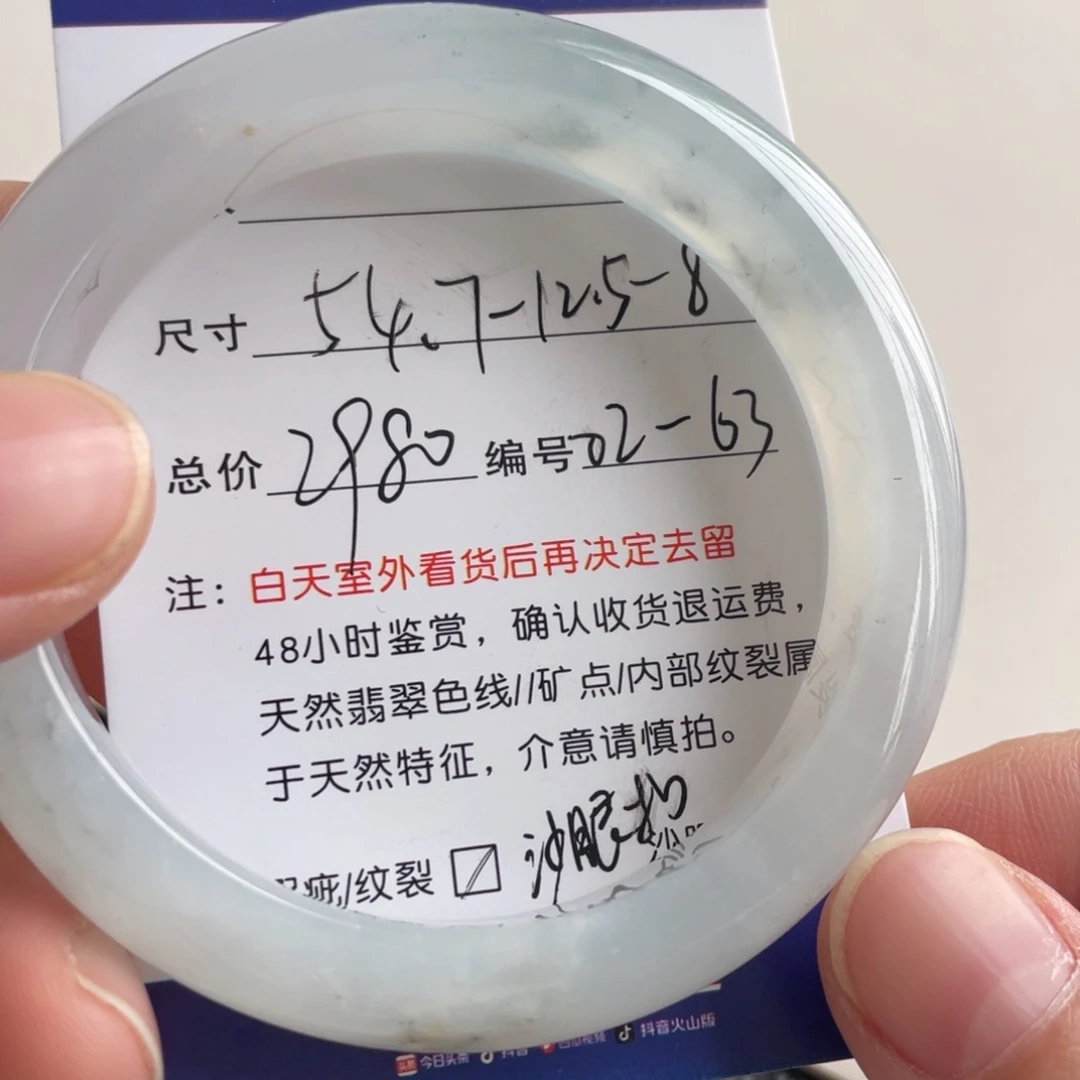 尺寸 54.7-12.5-8
总价 2980 编号 02-63
注：白天室外看货后再决定去留
48小时鉴赏，确认收货退运费，
天然翡翠色线//矿点/内部纹裂属
于天然特征，介意请慎拍。
疵/纹裂
今日头条 抖音 西瓜视频 抖音火山版